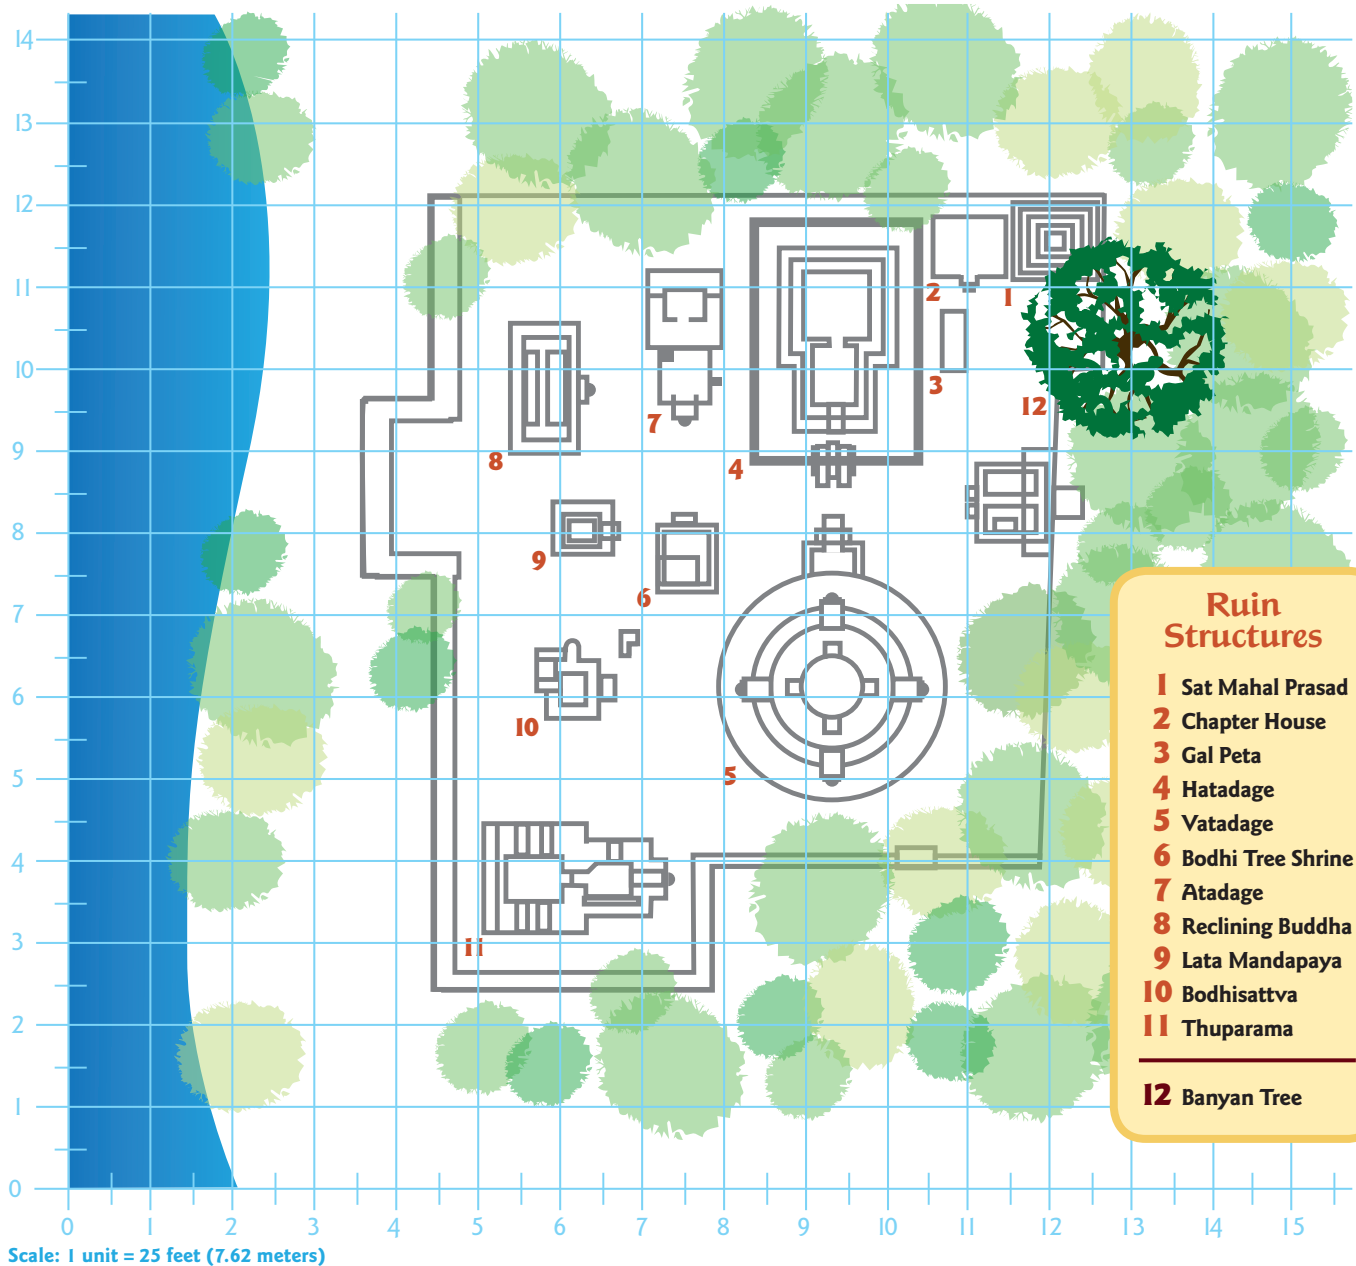 14
13
12
11
10
9
8
7
6
5
4
3
2
1
0
0 1 2 3 4 5 6 7 8 9 10 11 12 13 14 15
2
1
3
12
7
8
4
9
6
10
5
11
Ruin
Structures
1 Sat Mahal Prasad
2 Chapter House
3 Gal Peta
4 Hatadage
5 Vatadage
6 Bodhi Tree Shrine
7 Atadage
8 Reclining Buddha
9 Lata Mandapaya
10 Bodhisattva
11 Thuparama
12 Banyan Tree
Scale: 1 unit = 25 feet (7.62 meters)